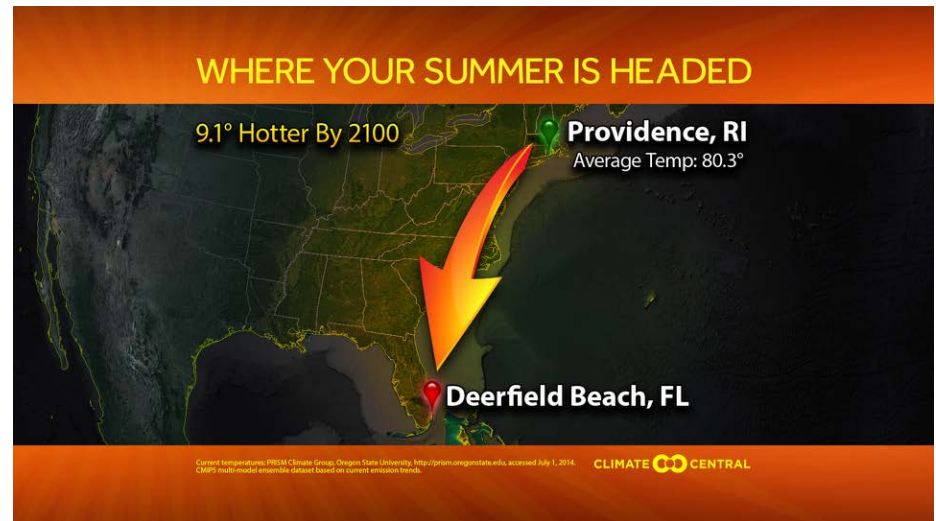 WHERE YOUR SUMMER IS HEADED
9.1° Hotter By 2100
Providence, RI
Average Temp: 80.3°
Deerfield Beach, FL
Current temperatures: PRISM Climate Group, Oregon State University, http://prism.oregonstate.edu, accessed July 1, 2014.
CMIP5 multi-model ensemble dataset based on current emission trends.
CLIMATE CENTRAL